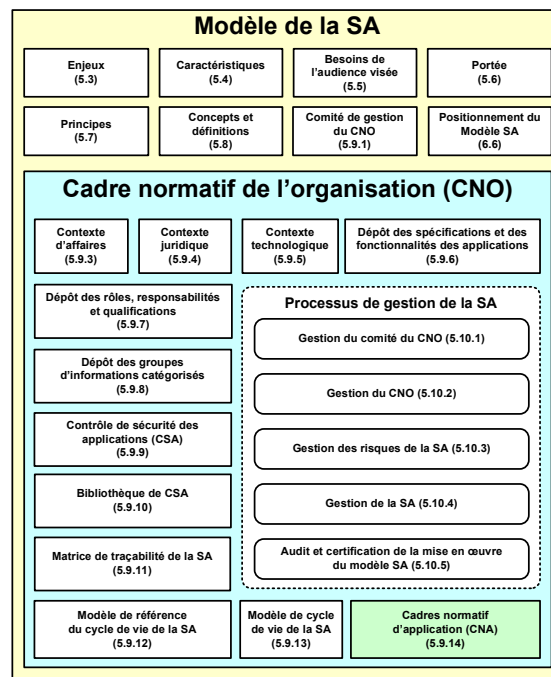 Modèle de la SA
Enjeux
(5.3)
Caractéristiques
(5.4)
Besoins de
l'audience visée
(5.5)
Portée
(5.6)
Principes
(5.7)
Concepts et
définitions
(5.8)
Comité de gestion
du CNO
(5.9.1)
Positionnement du
Modèle SA
(6.6)
Cadre normatif de l'organisation (CNO)
Contexte
d'affaires
(5.9.3)
Contexte
juridique
(5.9.4)
Contexte
technologique
(5.9.5)
Dépôt des spécifications et des
fonctionnalités des applications
(5.9.6)
Dépôt des rôles, responsabilités
et qualifications
(5.9.7)
Dépôt des groupes
d'informations catégorisés
(5.9.8)
Contrôle de sécurité des
applications (CSA)
(5.9.9)
Bibliothèque de CSA
(5.9.10)
Matrice de traçabilité de la SA
(5.9.11)
Processus de gestion de la SA
Gestion du comité du CNO (5.10.1)
Gestion du CNO (5.10.2)
Gestion des risques de la SA (5.10.3)
Gestion de la SA (5.10.4)
Audit et certification de la mise en œuvre
du modèle SA (5.10.5)
Modèle de référence
du cycle de vie de la SA
(5.9.12)
Modèle de cycle
de vie de la SA
(5.9.13)
Cadres normatif
d'application (CNA)
(5.9.14)